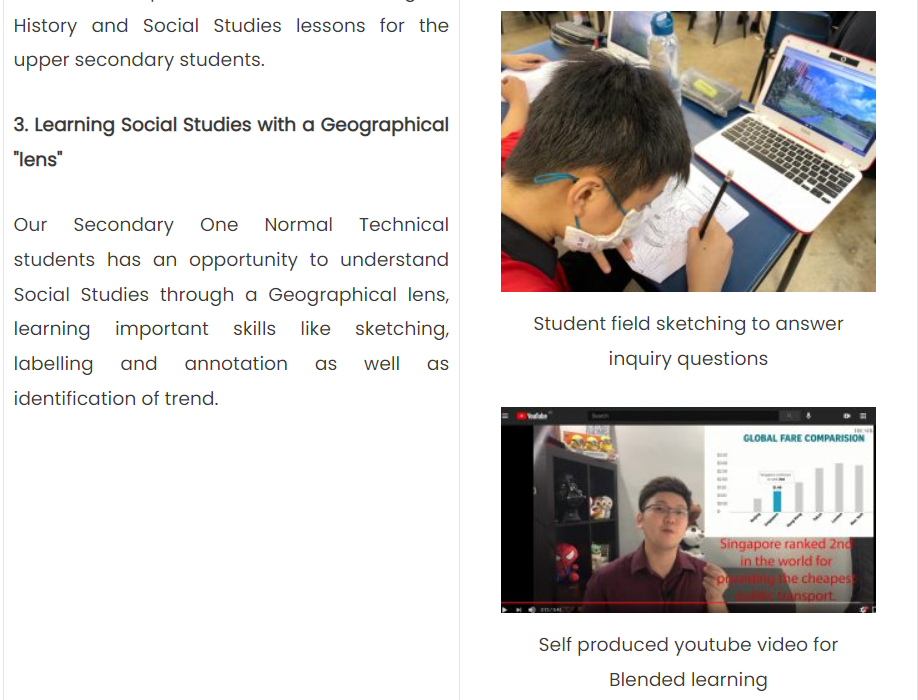 History and Social Studies lessons for the
upper secondary students.
3. Learning Social Studies with a Geographical
"lens"
Our Secondary One Normal Technical
students has an opportunity to understand
Social Studies through a Geographical lens,
learning important skills like sketching,
labelling and annotation as well as
identification of trend.
Student field sketching to answer
inquiry questions
YouTube
Search
GLOBAL FARE COMPARISION
Singapore ranked 2nd
in the world for
providing the cheapest
public transport.
Self produced youtube video for
Blended learning